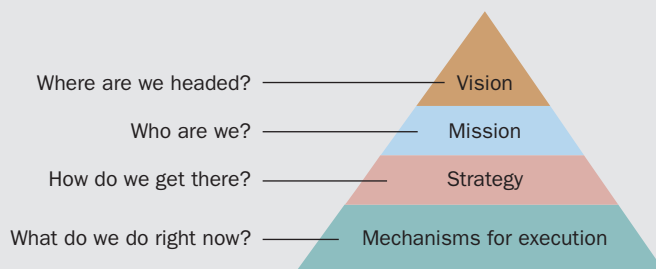 Where are we headed? Vision
Who are we? Mission
How do we get there? Strategy
What do we do right now? Mechanisms for execution